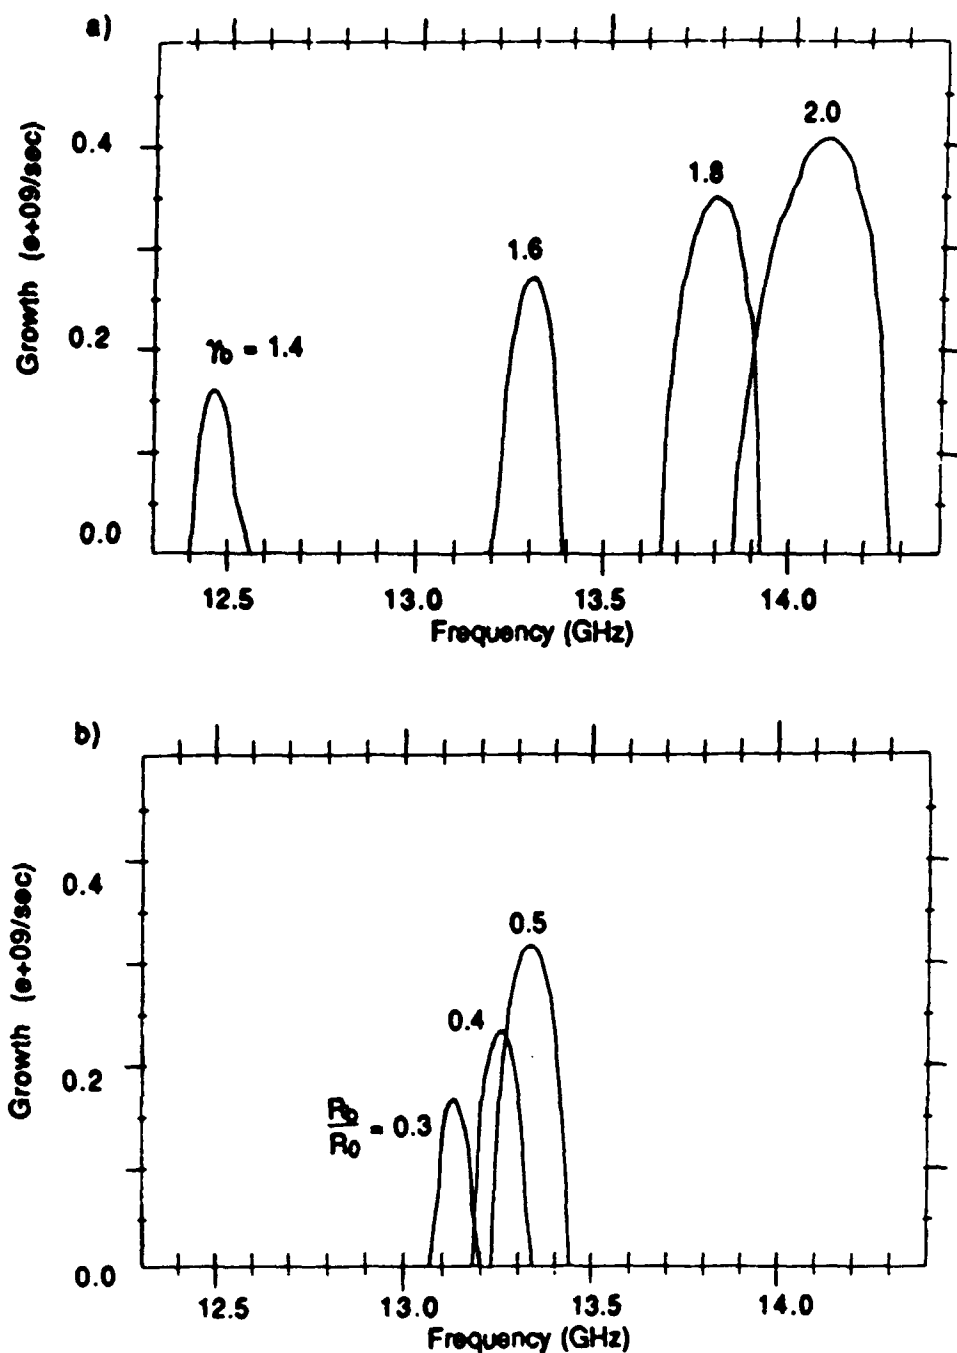 a)
Growth (e+09/sec)
0.4
0.2
0.0
γb = 1.4
1.6
1.8
2.0
12.5 13.0 13.5 14.0
Frequency (GHz)
b)
Growth (e+09/sec)
0.4
0.2
0.0
Rb
R0 = 0.3
0.4
0.5
12.5 13.0 13.5 14.0
Frequency (GHz)